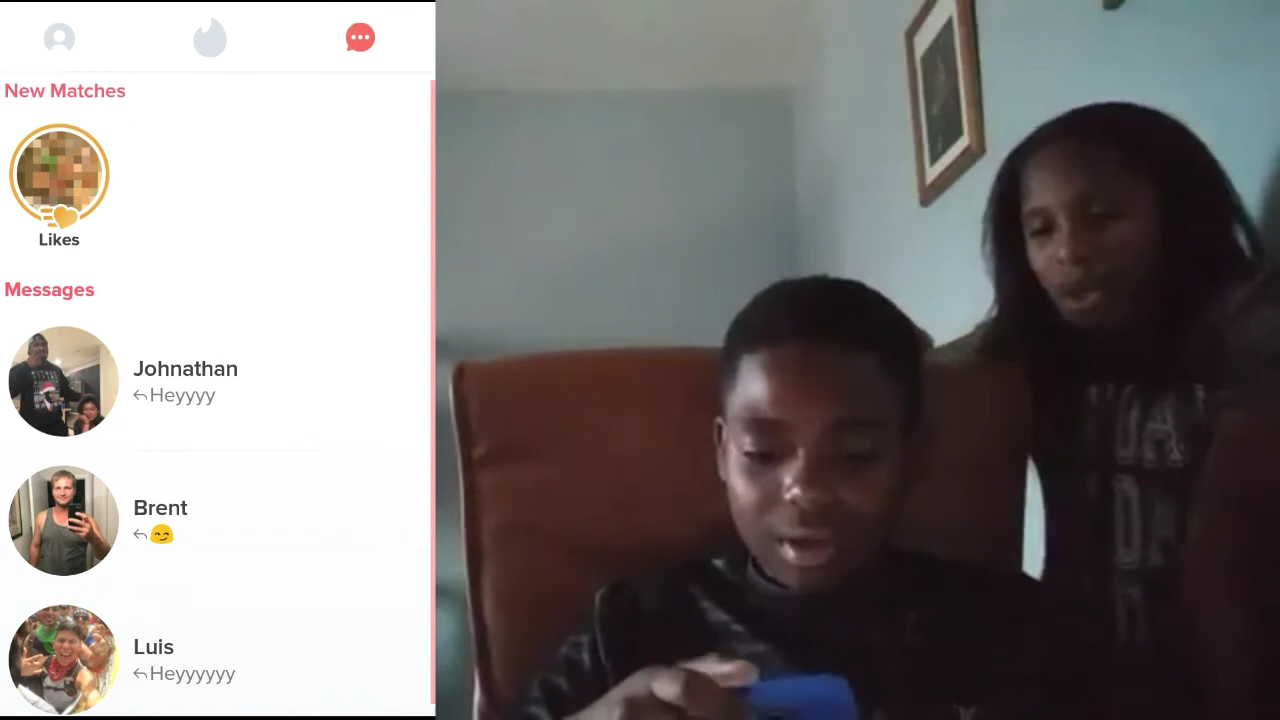 New Matches
Likes
Messages
Johnathan
Heyyyy
Brent
😏
Luis
Heyyyyyy